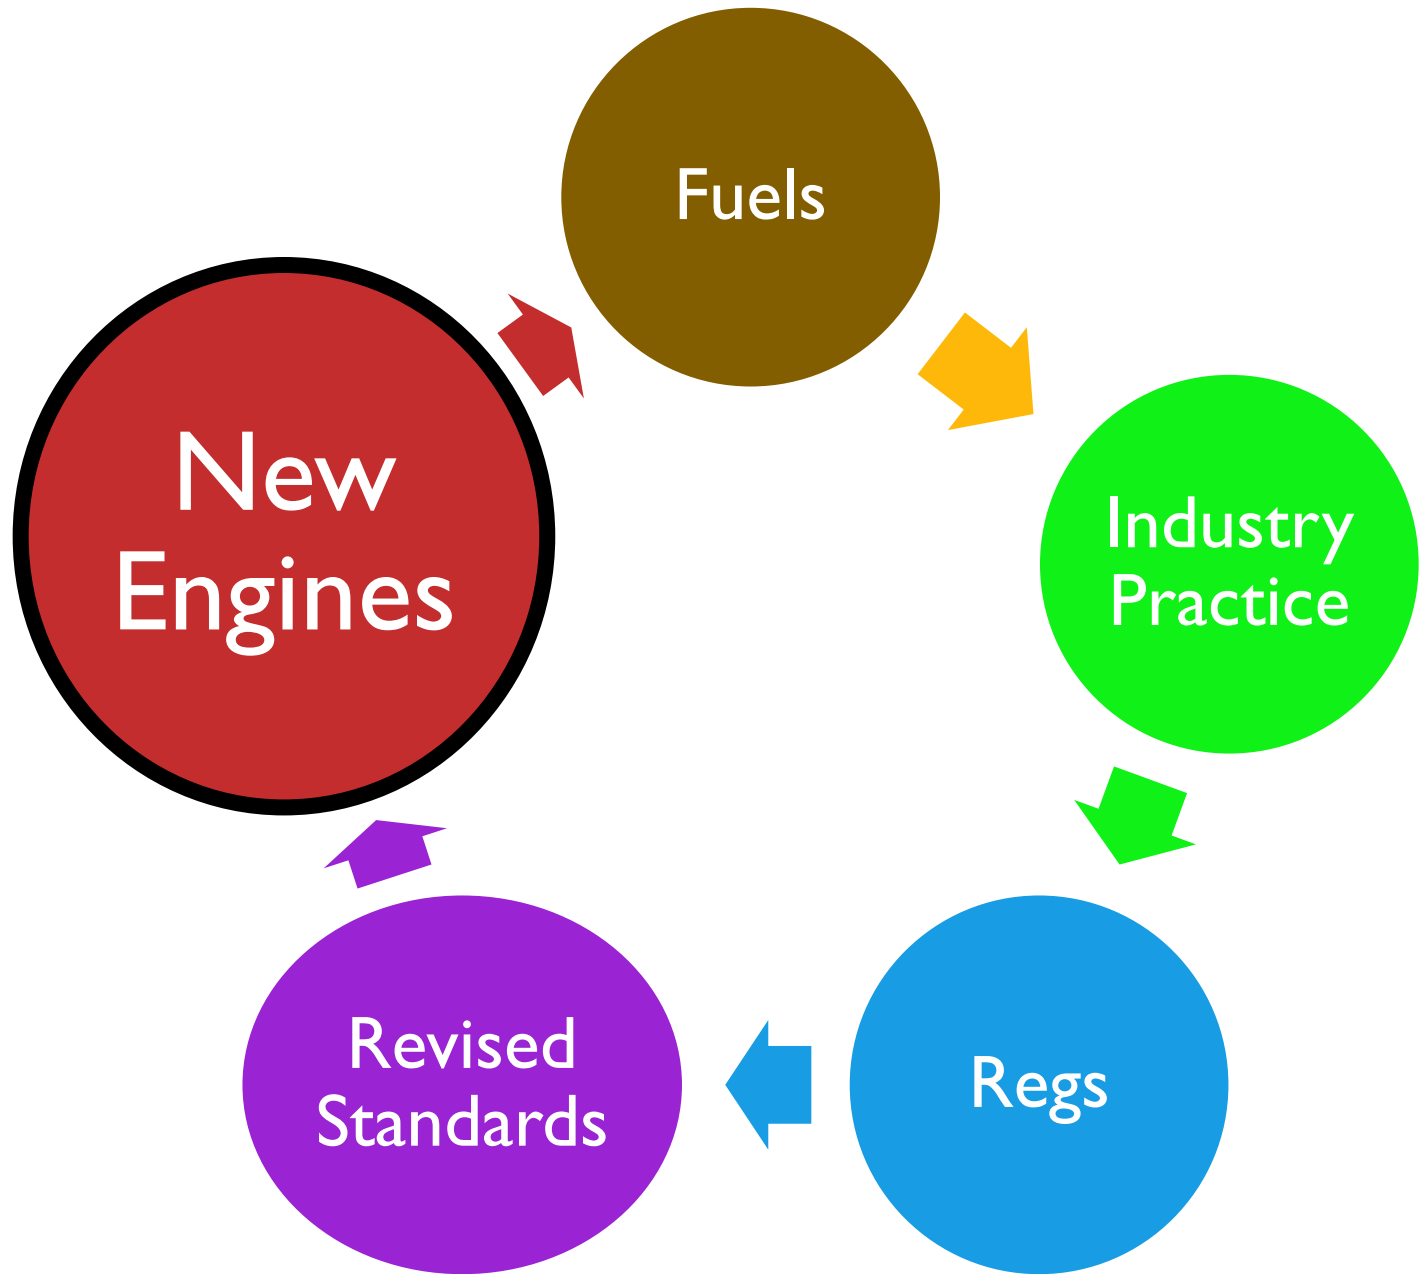 Fuels
New
Engines
Industry
Practice
Revised
Standards
Regs